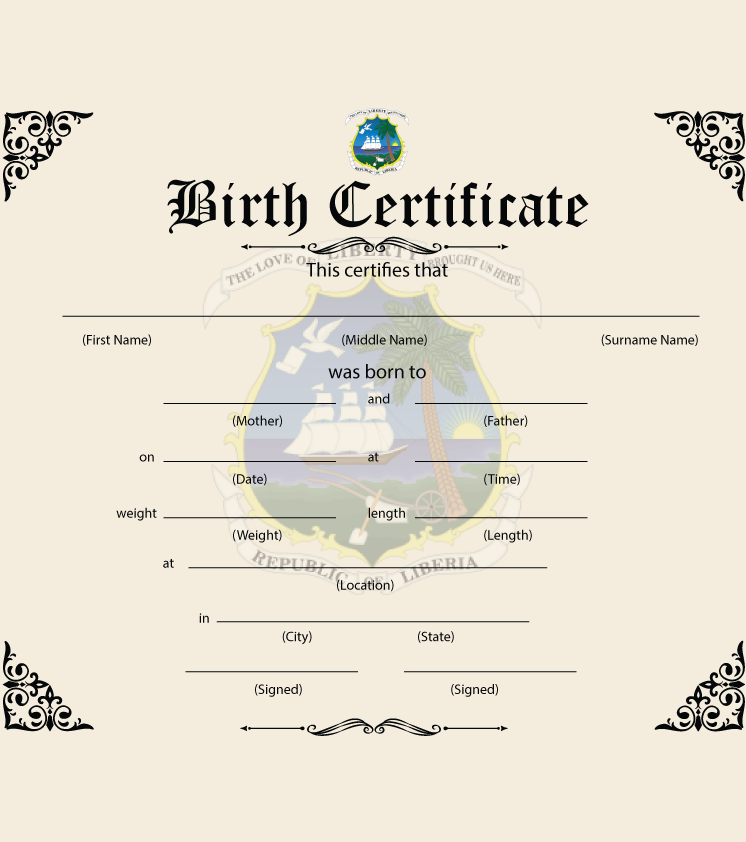 THE LOVE OF LIBERTY BROUGHT US HERE
REPUBLIC OF LIBERIA
Birth Certificate
THE LOVE OF LIBERTY BROUGHT US HERE
This certifies that
(First Name) (Middle Name) (Surname Name)
was born to
and
(Mother) (Father)
on at
(Date) (Time)
weight length
(Weight) (Length)
at
REPUBLIC OF LIBERIA
(Location)
in
(City) (State)
(Signed) (Signed)